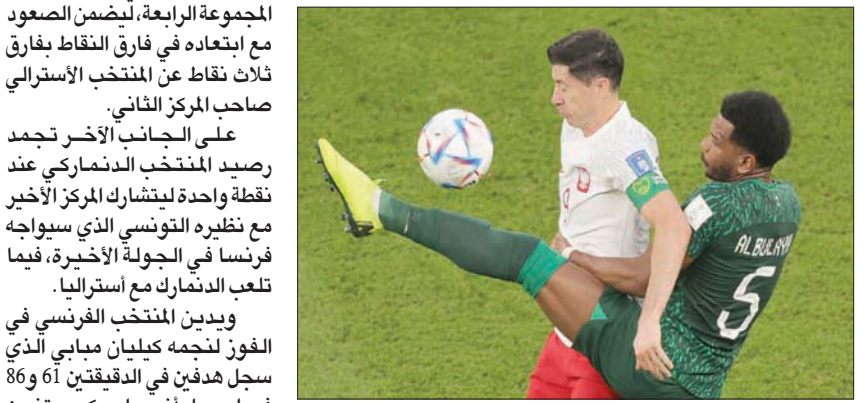 المجموعة الرابعة، ليضمن الصعود
مع ابتعاده في فارق النقاط بفارق
ثلاث نقاط عن المنتخب الأسترالي
صاحب المركز الثاني.
على الجانب الآخر تجمد
رصيد المنتخب الدنماركي عند
نقطة واحدة ليتشارك المركز الأخير
مع نظيره التونسي الذي سيواجه
فرنسا في الجولة الأخيرة، فيما
تلعب الدنمارك مع أستراليا.
ويدين المنتخب الفرنسي في
الفوز لنجمه كيليان مبابي الذي
سجل هدفين في الدقيقتين 61 و86
9
ALBULAYHI
5